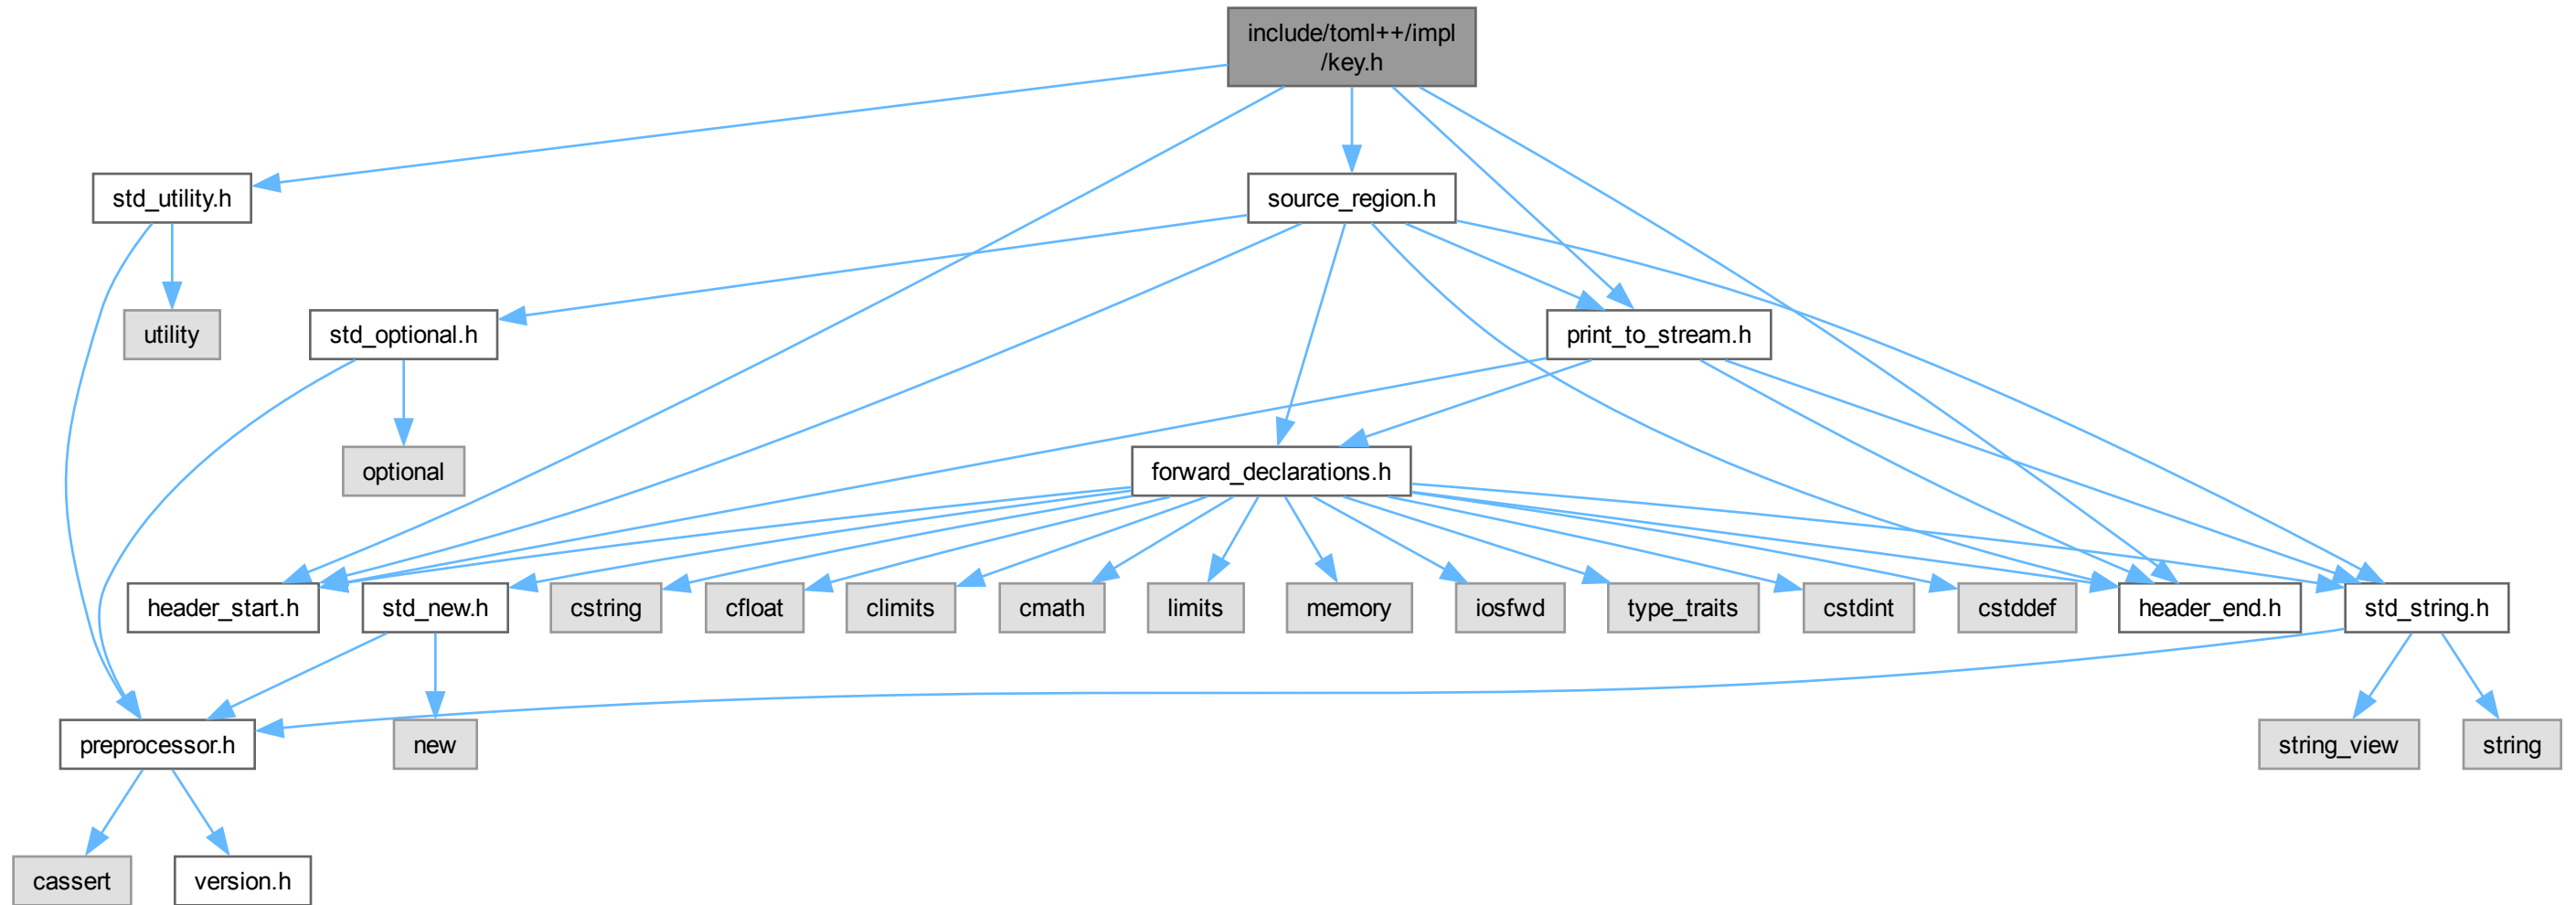 include/toml++/impl
/key.h
std_utility.h
source_region.h
utility
std_optional.h
print_to_stream.h
optional
forward_declarations.h
header_start.h
std_new.h
cstring
cfloat
climits
cmath
limits
memory
iosfwd
type_traits
cstdint
cstddef
header_end.h
std_string.h
preprocessor.h
new
string_view
string
cassert
version.h